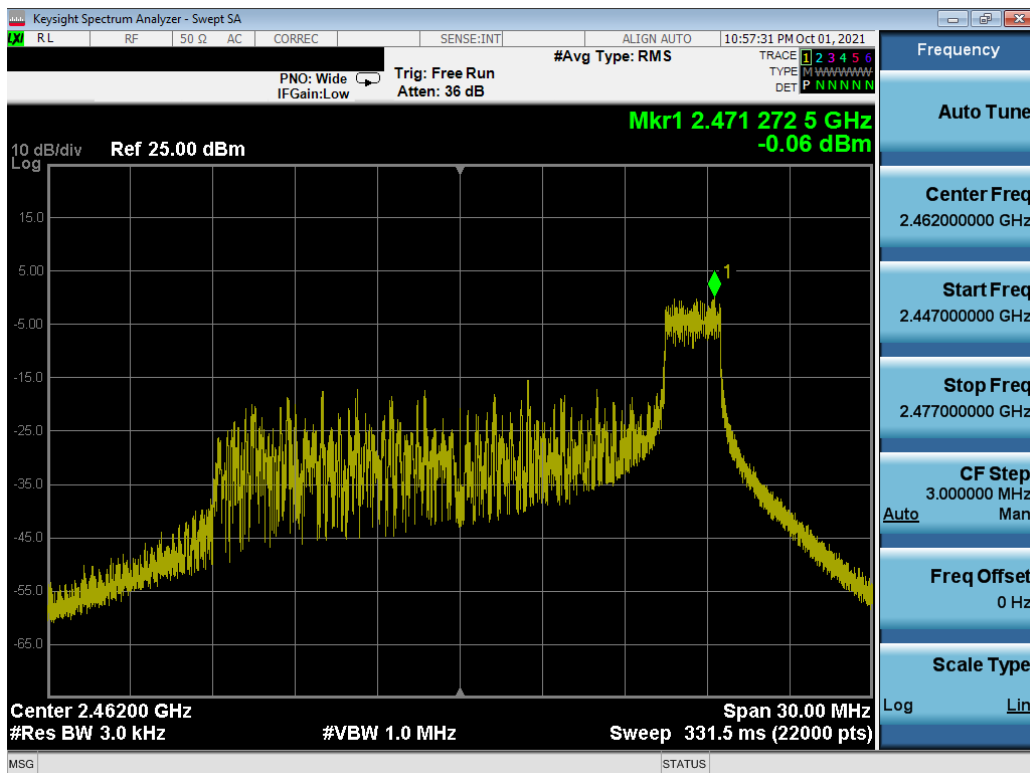 Keysight Spectrum Analyzer - Swept SA
LXI RL RF 50 Ω AC CORREC SENSE:INT ALIGN AUTO 10:57:31 PM Oct 01, 2021
#Avg Type: RMS TRACE 1 2 3 4 5 6
PNO: Wide Trig: Free Run TYPE M WWWWW
IFGain:Low Atten: 36 dB DET P N N N N N
Frequency
Mkr1 2.471 272 5 GHz
-0.06 dBm
10 dB/div Ref 25.00 dBm
Log
15.0
5.00
1
-5.00
-15.0
-25.0
-35.0
-45.0
-55.0
-65.0
Center 2.46200 GHz Span 30.00 MHz
#Res BW 3.0 kHz #VBW 1.0 MHz Sweep 331.5 ms (22000 pts)
Auto Tune
Center Freq
2.462000000 GHz
Start Freq
2.447000000 GHz
Stop Freq
2.477000000 GHz
CF Step
3.000000 MHz
Auto Man
Freq Offset
0 Hz
Scale Type
Log Lin
MSG STATUS